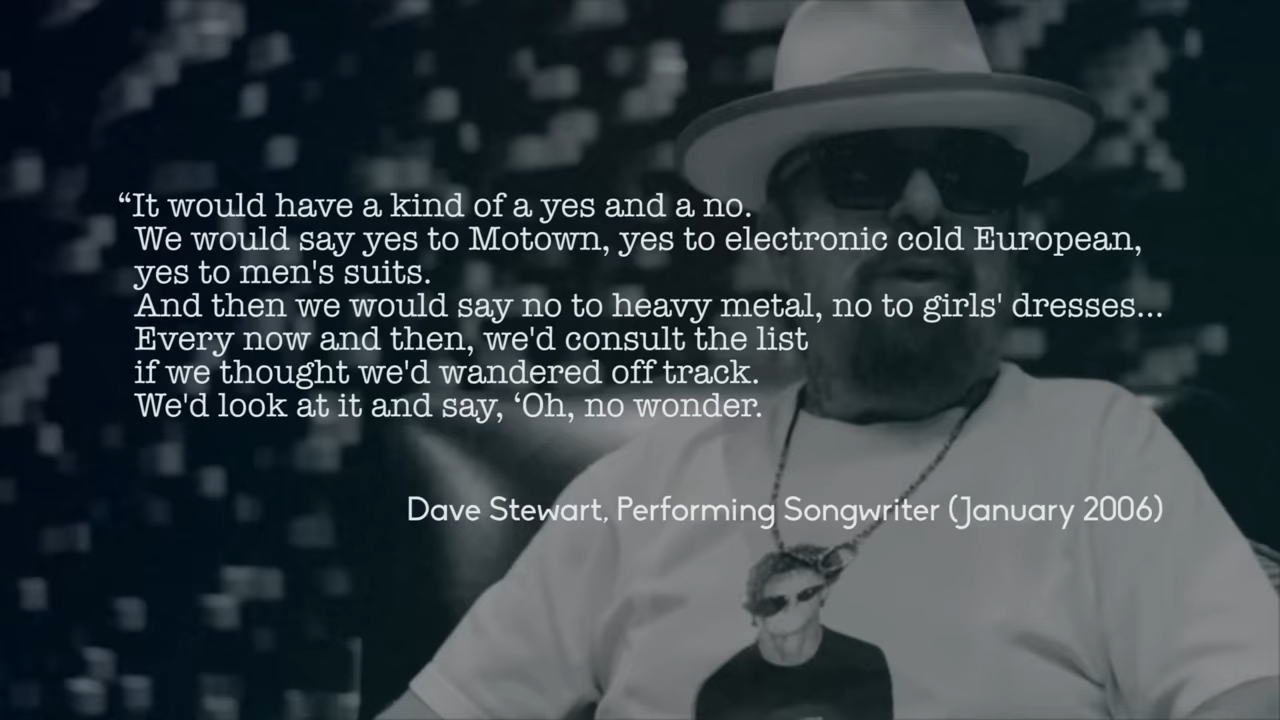 “It would have a kind of a yes and a no.
We would say yes to Motown, yes to electronic cold European,
yes to men's suits.
And then we would say no to heavy metal, no to girls' dresses...
Every now and then, we'd consult the list
if we thought we'd wandered off track.
We'd look at it and say, ‘Oh, no wonder.
Dave Stewart, Performing Songwriter (January 2006)